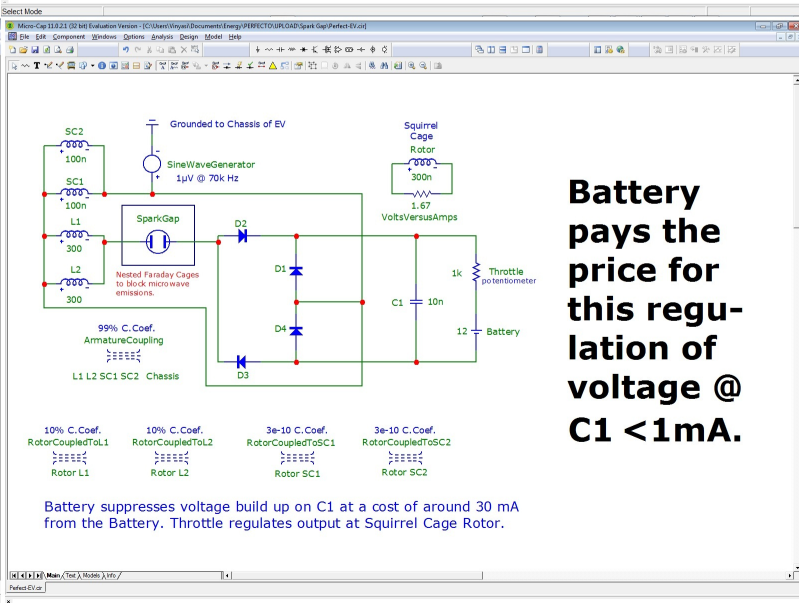 Select Mode
Micro-Cap 11.0.2.1 (32 bit) Evaluation Version - [C:\Users\Vinyasi\Documents\Energy\PERFECTO\UPLOAD\Spark Gap\Perfect-EV.cir]
File Edit Component Windows Options Analysis Design Model Help
SC2
100n
SC1
100n
L1
300
L2
300
Grounded to Chassis of EV
-
SineWaveGenerator
+ 1µV @ 70k Hz
SparkGap
Nested Faraday Cages
to block microwave
emissions.
D2
D1
D4
D3
Squirrel
Cage
Rotor
300n
1.67
VoltsVersusAmps
1k Throttle
potentiometer
C1 10n
12 Battery
99% C.Coef.
ArmatureCoupling
L1 L2 SC1 SC2 Chassis
10% C.Coef. 10% C.Coef. 3e-10 C.Coef. 3e-10 C.Coef.
RotorCoupledToL1 RotorCoupledToL2 RotorCoupledToSC1 RotorCoupledToSC2
Rotor L1 Rotor L2 Rotor SC1 Rotor SC2
Battery suppresses voltage build up on C1 at a cost of around 30 mA
from the Battery. Throttle regulates output at Squirrel Cage Rotor.
Battery
pays the
price for
this regu-
lation of
voltage @
C1 <1mA.
Main Text Models Info
Perfect-EV.cir